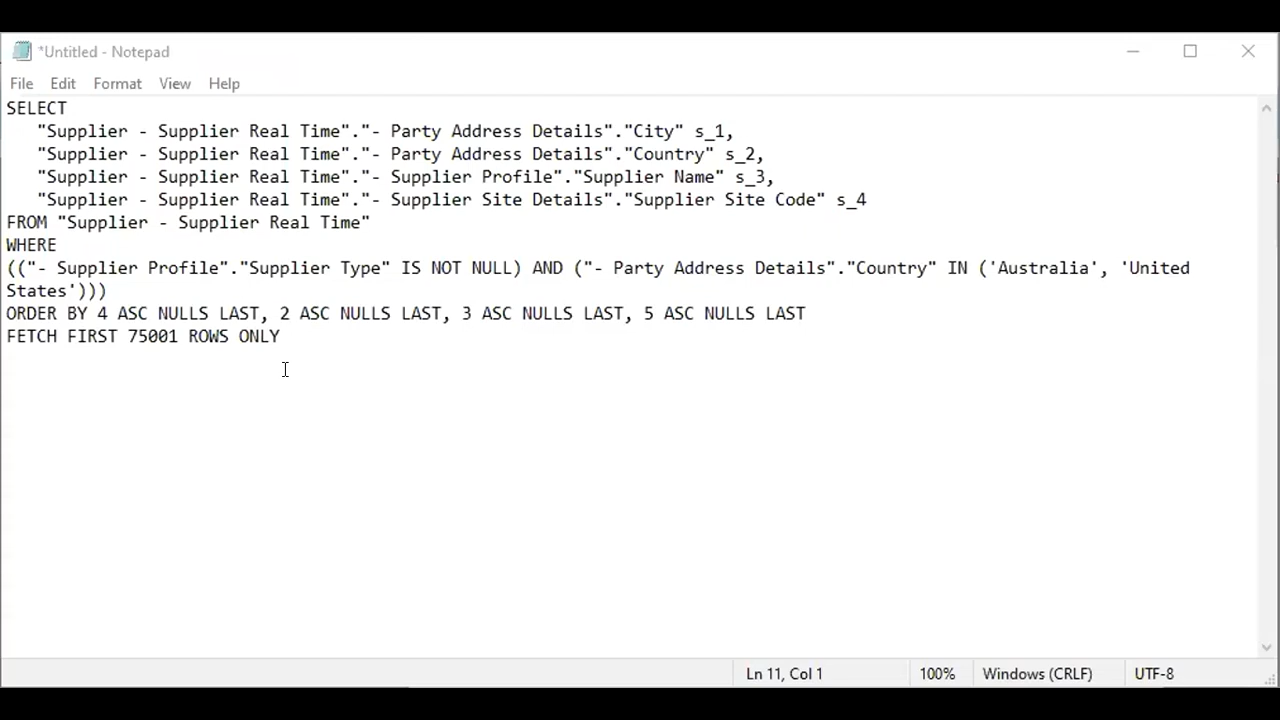 *Untitled - Notepad
File Edit Format View Help
SELECT
"Supplier - Supplier Real Time"."- Party Address Details"."City" s_1,
"Supplier - Supplier Real Time"."- Party Address Details"."Country" s_2,
"Supplier - Supplier Real Time"."- Supplier Profile"."Supplier Name" s_3,
"Supplier - Supplier Real Time"."- Supplier Site Details"."Supplier Site Code" s_4
FROM "Supplier - Supplier Real Time"
WHERE
(("- Supplier Profile"."Supplier Type" IS NOT NULL) AND ("- Party Address Details"."Country" IN ('Australia', 'United
States')))
ORDER BY 4 ASC NULLS LAST, 2 ASC NULLS LAST, 3 ASC NULLS LAST, 5 ASC NULLS LAST
FETCH FIRST 75001 ROWS ONLY
Ln 11, Col 1 100% Windows (CRLF) UTF-8